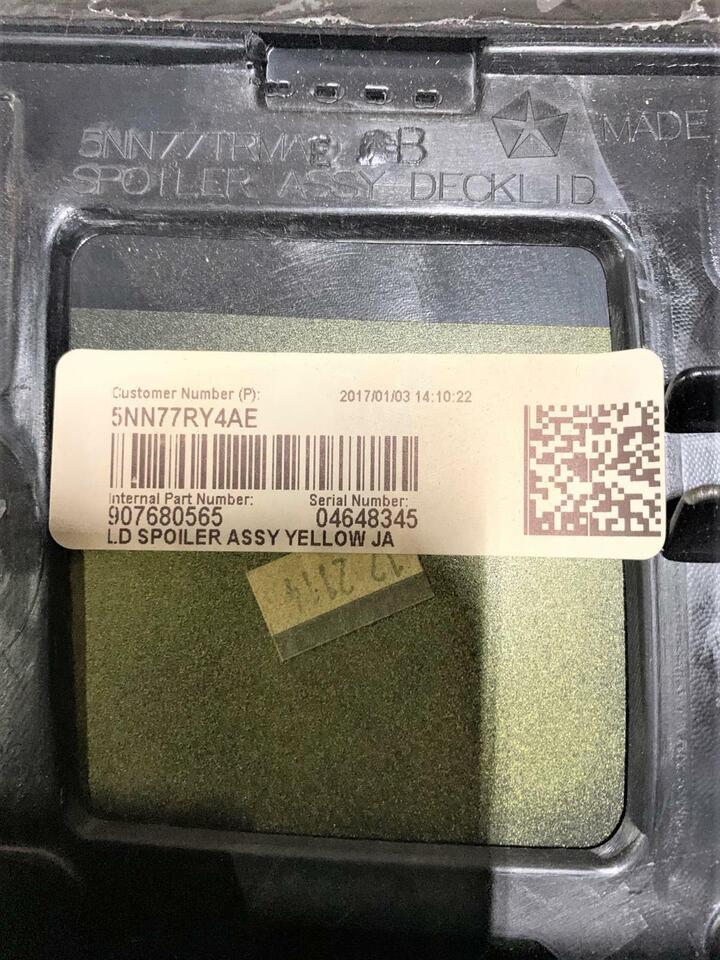 5NN77TRMAE B
MADE
SPOILER ASSY DECKLID
Customer Number (P):
2017/01/03 14:10:22
5NN77RY4AE
Internal Part Number:
Serial Number:
907680565
04648345
LD SPOILER ASSY YELLOW JA